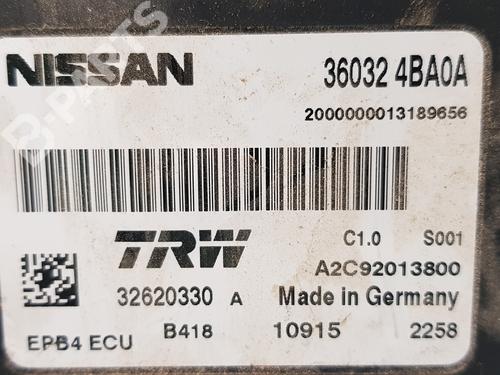 NISSAN 36032 4BA0A
2000000013189656
TRW C1.0 S001
A2C92013800
32620330 A Made in Germany
EPB4 ECU B418 10915 2258
B-PARTS